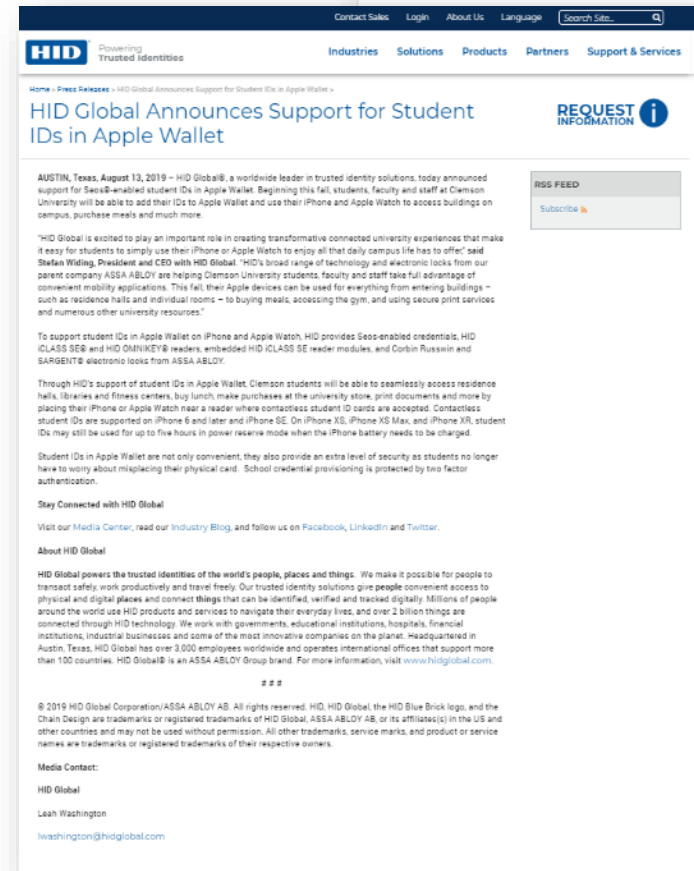 Contact Sales Login About Us Language Search Site...
HID Powering
Trusted Identities
Industries Solutions Products Partners Support & Services
Home » Press Releases » HID Global Announces Support for Student IDs in Apple Wallet »
HID Global Announces Support for Student
IDs in Apple Wallet
REQUEST
INFORMATION i
AUSTIN, Texas, August 13, 2019 – HID Global®, a worldwide leader in trusted identity solutions, today announced
support for Seos®-enabled student IDs in Apple Wallet. Beginning this fall, students, faculty and staff at Clemson
University will be able to add their IDs to Apple Wallet and use their iPhone and Apple Watch to access buildings on
campus, purchase meals and much more.
RSS FEED
Subscribe
"HID Global is excited to play an important role in creating transformative connected university experiences that make
it easy for students to simply use their iPhone or Apple Watch to enjoy all that daily campus life has to offer," said
Stefan Widing, President and CEO with HID Global. "HID's broad range of technology and electronic locks from our
parent company ASSA ABLOY are helping Clemson University students, faculty and staff take full advantage of
convenient mobility applications. This fall, their Apple devices can be used for everything from entering buildings –
such as residence halls and individual rooms – to buying meals, accessing the gym, and using secure print services
and numerous other university resources."
To support student IDs in Apple Wallet on iPhone and Apple Watch, HID provides Seos-enabled credentials, HID
iCLASS SE® and HID OMNIKEY® readers, embedded HID iCLASS SE reader modules, and Corbin Russwin and
SARGENT® electronic locks from ASSA ABLOY.
Through HID's support of student IDs in Apple Wallet, Clemson students will be able to seamlessly access residence
halls, libraries and fitness centers, buy lunch, make purchases at the university store, print documents and more by
placing their iPhone or Apple Watch near a reader where contactless student ID cards are accepted. Contactless
student IDs are supported on iPhone 6 and later and iPhone SE. On iPhone XS, iPhone XS Max, and iPhone XR, student
IDs may still be used for up to five hours in power reserve mode when the iPhone battery needs to be charged.
Student IDs in Apple Wallet are not only convenient, they also provide an extra level of security as students no longer
have to worry about misplacing their physical card. School credential provisioning is protected by two factor
authentication.
Stay Connected with HID Global
Visit our Media Center, read our Industry Blog, and follow us on Facebook, LinkedIn and Twitter.
About HID Global
HID Global powers the trusted identities of the world's people, places and things. We make it possible for people to
transact safely, work productively and travel freely. Our trusted identity solutions give people convenient access to
physical and digital places and connect things that can be identified, verified and tracked digitally. Millions of people
around the world use HID products and services to navigate their everyday lives, and over 2 billion things are
connected through HID technology. We work with governments, educational institutions, hospitals, financial
institutions, industrial businesses and some of the most innovative companies on the planet. Headquartered in
Austin, Texas, HID Global has over 3,000 employees worldwide and operates international offices that support more
than 100 countries. HID Global® is an ASSA ABLOY Group brand. For more information, visit www.hidglobal.com.
# # #
© 2019 HID Global Corporation/ASSA ABLOY AB. All rights reserved. HID, HID Global, the HID Blue Brick logo, and the
Chain Design are trademarks or registered trademarks of HID Global, ASSA ABLOY AB, or its affiliates(s) in the US and
other countries and may not be used without permission. All other trademarks, service marks, and product or service
names are trademarks or registered trademarks of their respective owners.
Media Contact:
HID Global
Leah Washington
lwashington@hidglobal.com